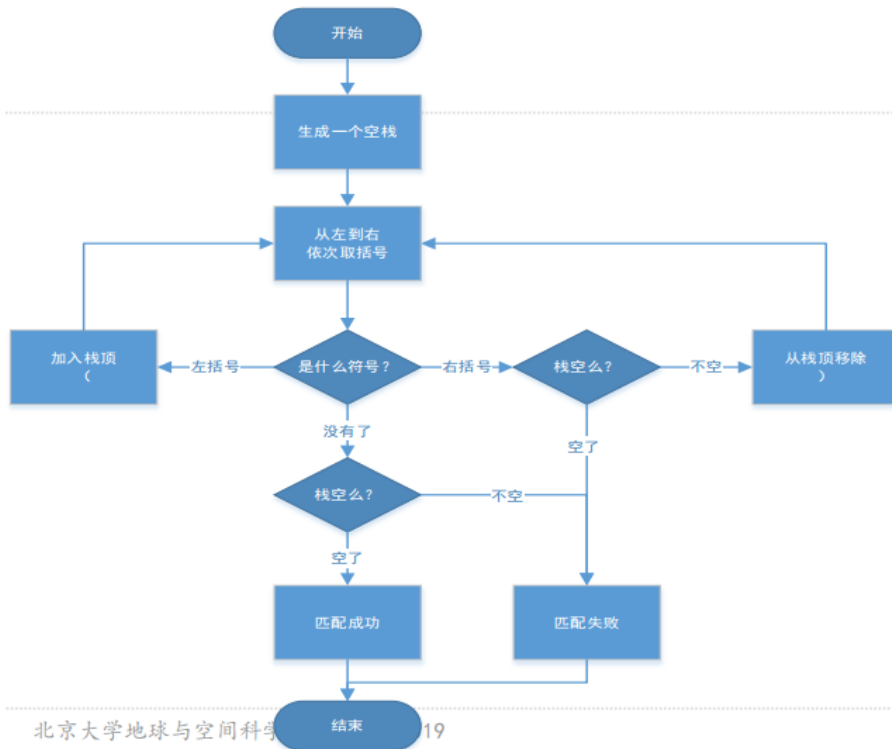 开始
生成一个空栈
从左到右
依次取括号
加入栈顶
(
左括号
是什么符号?
右括号
栈空么?
不空
从栈顶移除
)
没有了
空了
栈空么?
不空
空了
匹配成功
匹配失败
结束
北京大学地球与空间科学
19